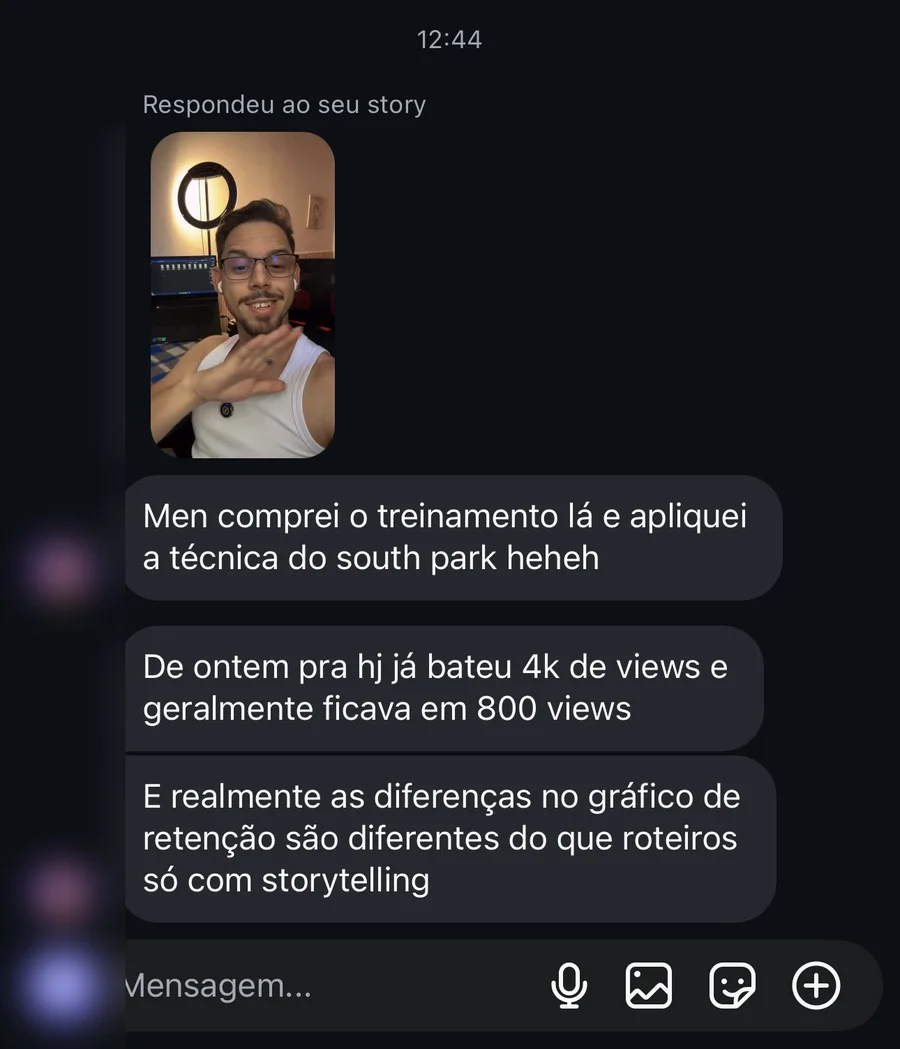 12:44
Respondeu ao seu story
Men comprei o treinamento lá e apliquei
a técnica do south park heheh
De ontem pra hj já bateu 4k de views e
geralmente ficava em 800 views
E realmente as diferenças no gráfico de
retenção são diferentes do que roteiros
só com storytelling
Mensagem...